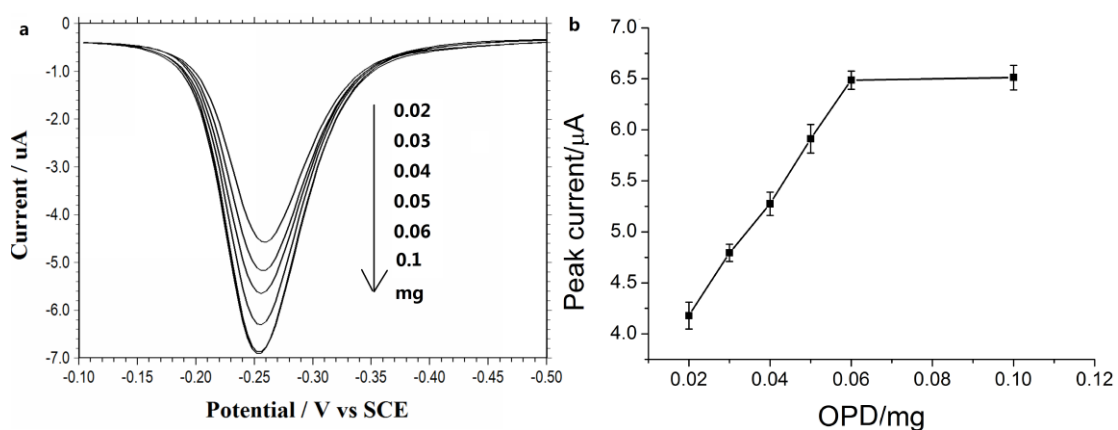 a
0
-1.0
-2.0
-3.0
-4.0
-5.0
-6.0
-7.0
Current / uA
-0.10 -0.15 -0.20 -0.25 -0.30 -0.35 -0.40 -0.45 -0.50
Potential / V vs SCE
0.02
0.03
0.04
0.05
0.06
0.1
mg
b
7.0
6.5
6.0
5.5
5.0
4.5
4.0
Peak current/μA
0.02 0.04 0.06 0.08 0.10 0.12
OPD/mg